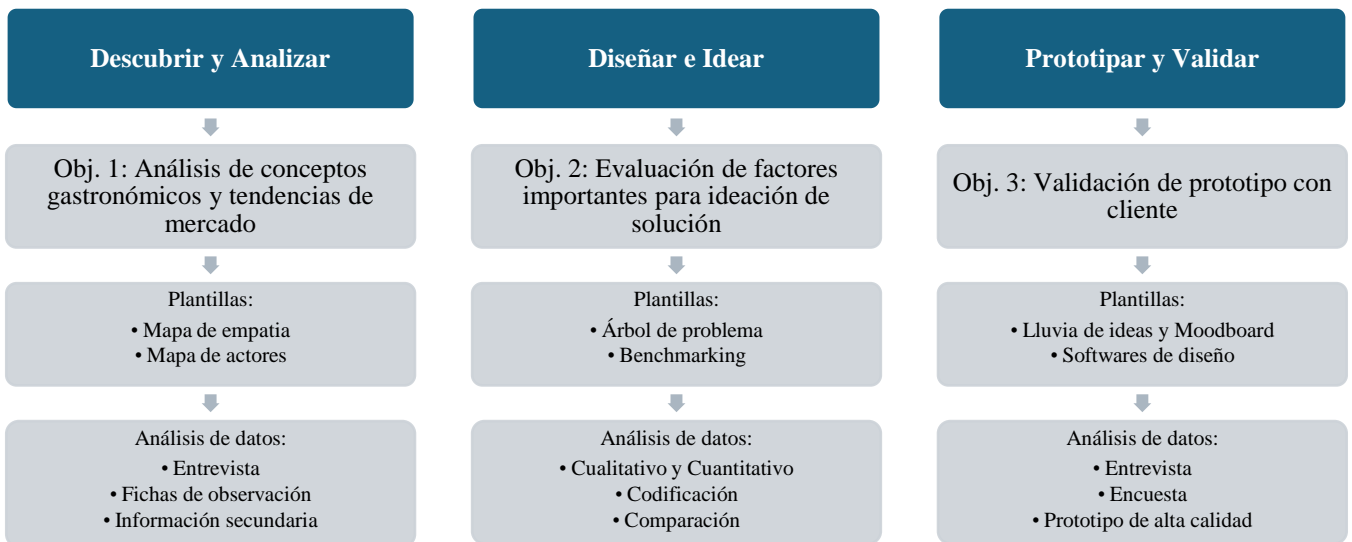 Descubrir y Analizar
Obj. 1: Análisis de conceptos
gastronómicos y tendencias de
mercado
Plantillas:
• Mapa de empatia
• Mapa de actores
Análisis de datos:
• Entrevista
• Fichas de observación
• Información secundaria
Diseñar e Idear
Obj. 2: Evaluación de factores
importantes para ideación de
solución
Plantillas:
• Árbol de problema
• Benchmarking
Análisis de datos:
• Cualitativo y Cuantitativo
• Codificación
• Comparación
Prototipar y Validar
Obj. 3: Validación de prototipo con
cliente
Plantillas:
• Lluvia de ideas y Moodboard
• Softwares de diseño
Análisis de datos:
• Entrevista
• Encuesta
• Prototipo de alta calidad